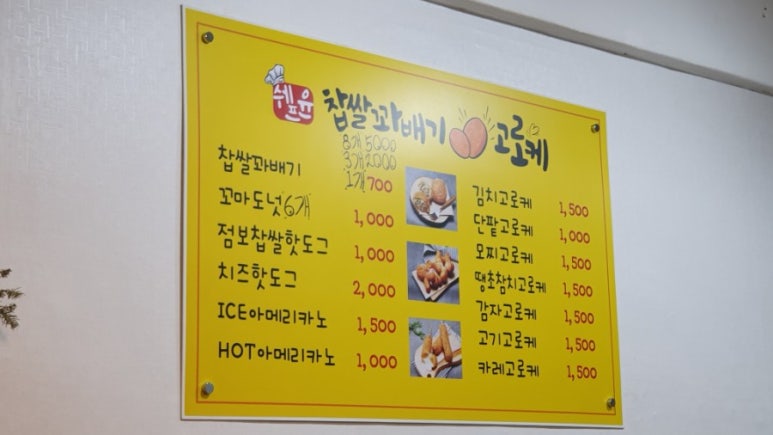 쉐프윤 찹쌀꽈배기 고로케
8개 5000
3개 2000
찹쌀꽈배기 1개 700
꼬마도넛 6개 1,000
점보찹쌀핫도그 1,000
치즈핫도그 2,000
ICE아메리카노 1,500
HOT아메리카노 1,000
김치고로케 1,500
단팥고로케 1,000
모찌고로케 1,500
땡초참치고로케 1,500
감자고로케 1,500
고기고로케 1,500
카레고로케 1,500